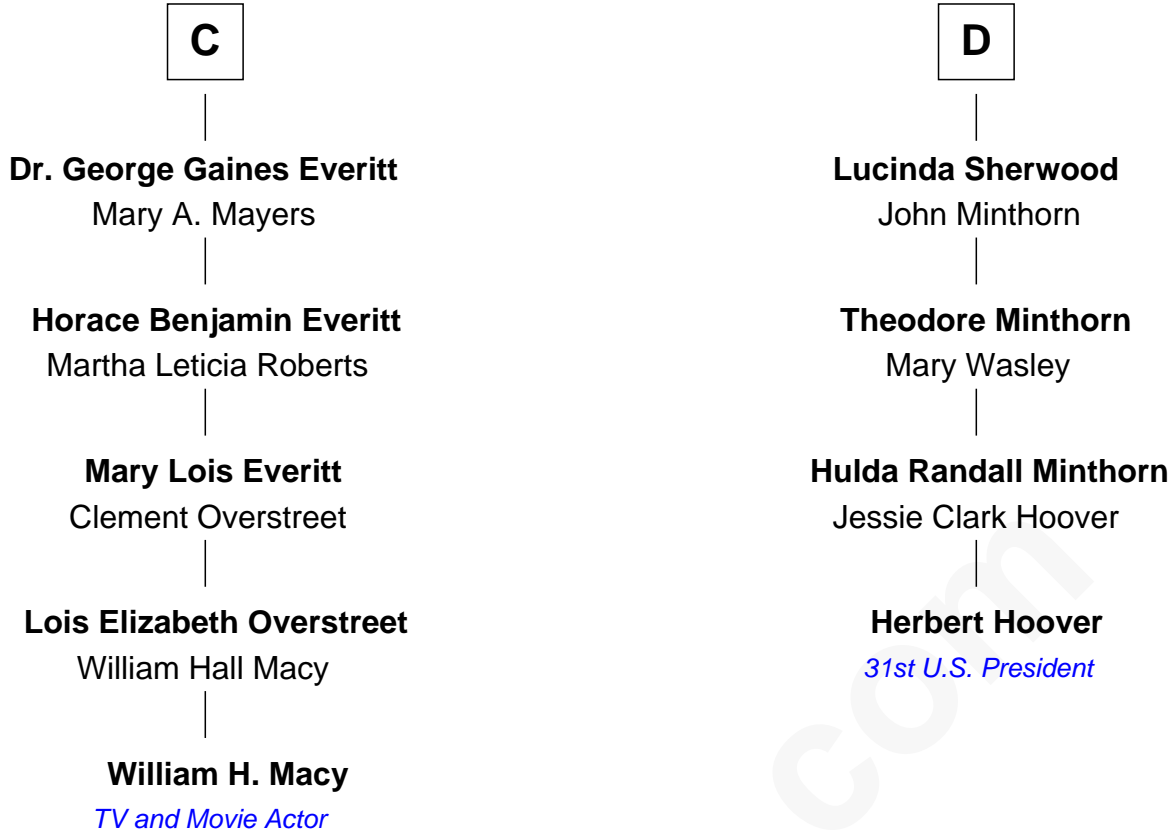 C
Dr. George Gaines Everitt
Mary A. Mayers
Horace Benjamin Everitt
Martha Leticia Roberts
Mary Lois Everitt
Clement Overstreet
Lois Elizabeth Overstreet
William Hall Macy
William H. Macy
TV and Movie Actor
D
Lucinda Sherwood
John Minthorn
Theodore Minthorn
Mary Wasley
Hulda Randall Minthorn
Jessie Clark Hoover
Herbert Hoover
31st U.S. President
com